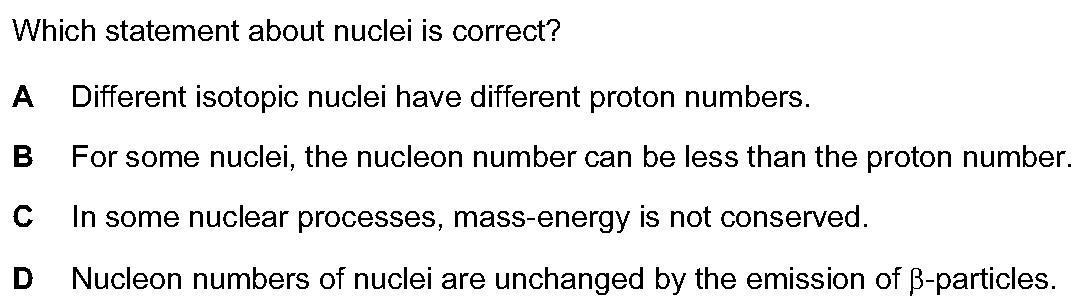 Which statement about nuclei is correct?
A Different isotopic nuclei have different proton numbers.
B For some nuclei, the nucleon number can be less than the proton number.
C In some nuclear processes, mass-energy is not conserved.
D Nucleon numbers of nuclei are unchanged by the emission of β-particles.